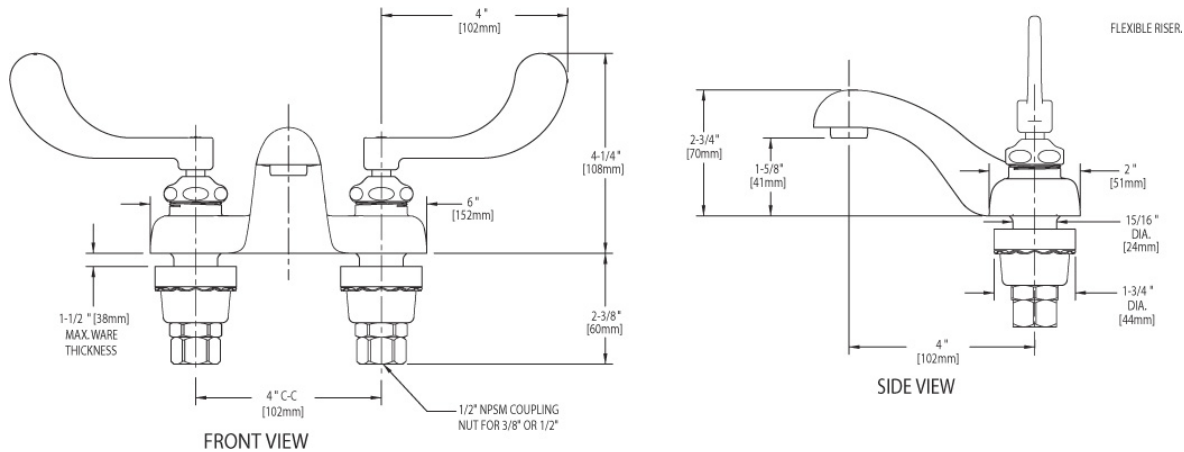 4 "
[102mm]
4-1/4"
[108mm]
6 "
[152mm]
1-1/2 " [38mm]
MAX. WARE
THICKNESS
2-3/8"
[60mm]
4 " C-C
[102mm]
1/2" NPSM COUPLING
NUT FOR 3/8" OR 1/2"
FRONT VIEW
FLEXIBLE RISER.
2-3/4"
[70mm]
1-5/8"
[41mm]
2 "
[51mm]
15/16 "
DIA.
[24mm]
1-3/4 "
DIA.
[44mm]
4 "
[102mm]
SIDE VIEW